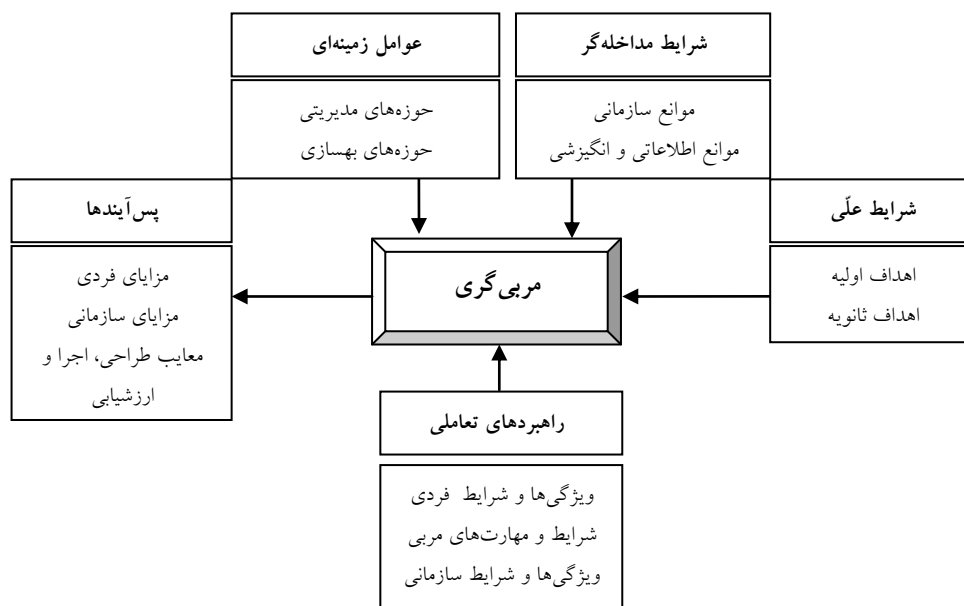 شرایط مداخله‌گر
موانع سازمانی
موانع اطلاعاتی و انگیزشی
عوامل زمینه‌ای
حوزه‌های مدیریتی
حوزه‌های بهسازی
شرایط علّی
اهداف اولیه
اهداف ثانویه
مربی‌گری
پس‌آیندها
مزایای فردی
مزایای سازمانی
معایب طراحی، اجرا و
ارزشیابی
راهبردهای تعاملی
ویژگی‌ها و شرایط فردی
شرایط و مهارت‌های مربی
ویژگی‌ها و شرایط سازمانی